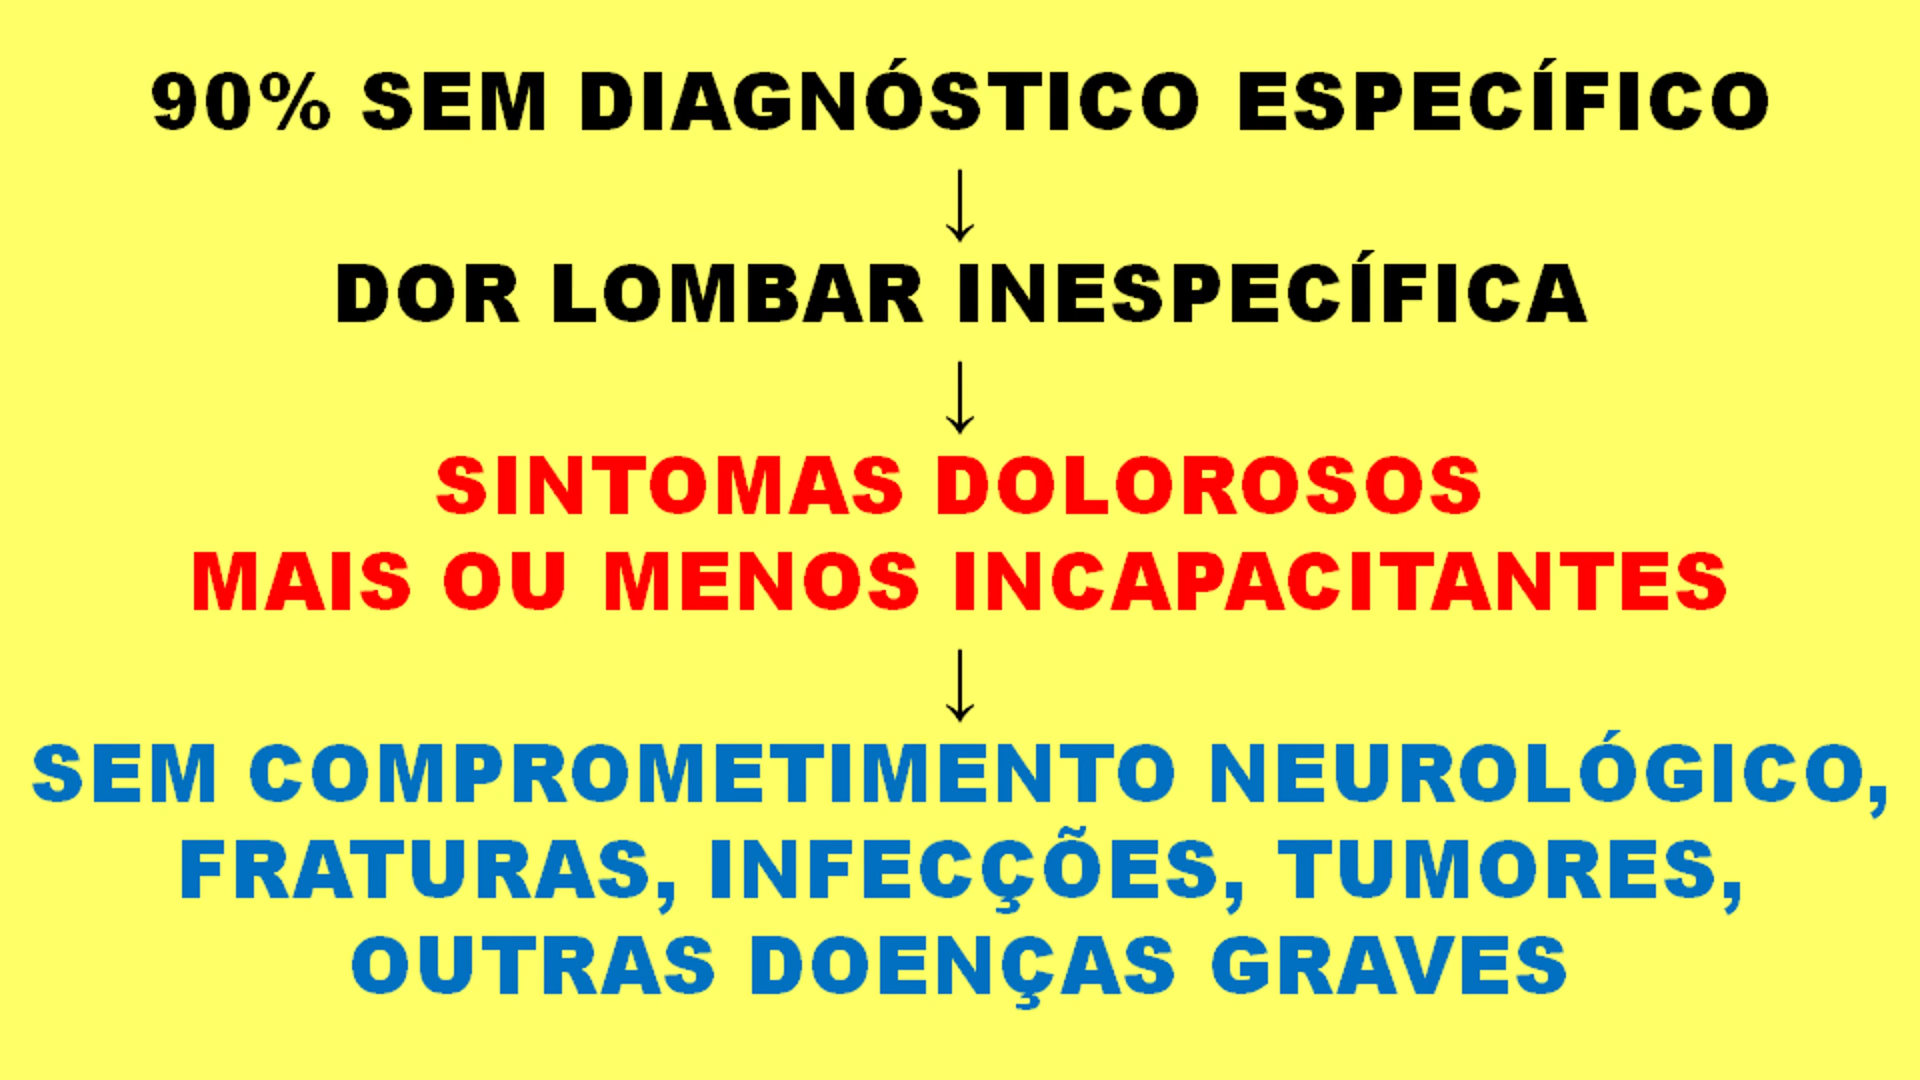 90% SEM DIAGNÓSTICO ESPECÍFICO
↓
DOR LOMBAR INESPECÍFICA
↓
SINTOMAS DOLOROSOS
MAIS OU MENOS INCAPACITANTES
↓
SEM COMPROMETIMENTO NEUROLÓGICO,
FRATURAS, INFECÇÕES, TUMORES,
OUTRAS DOENÇAS GRAVES